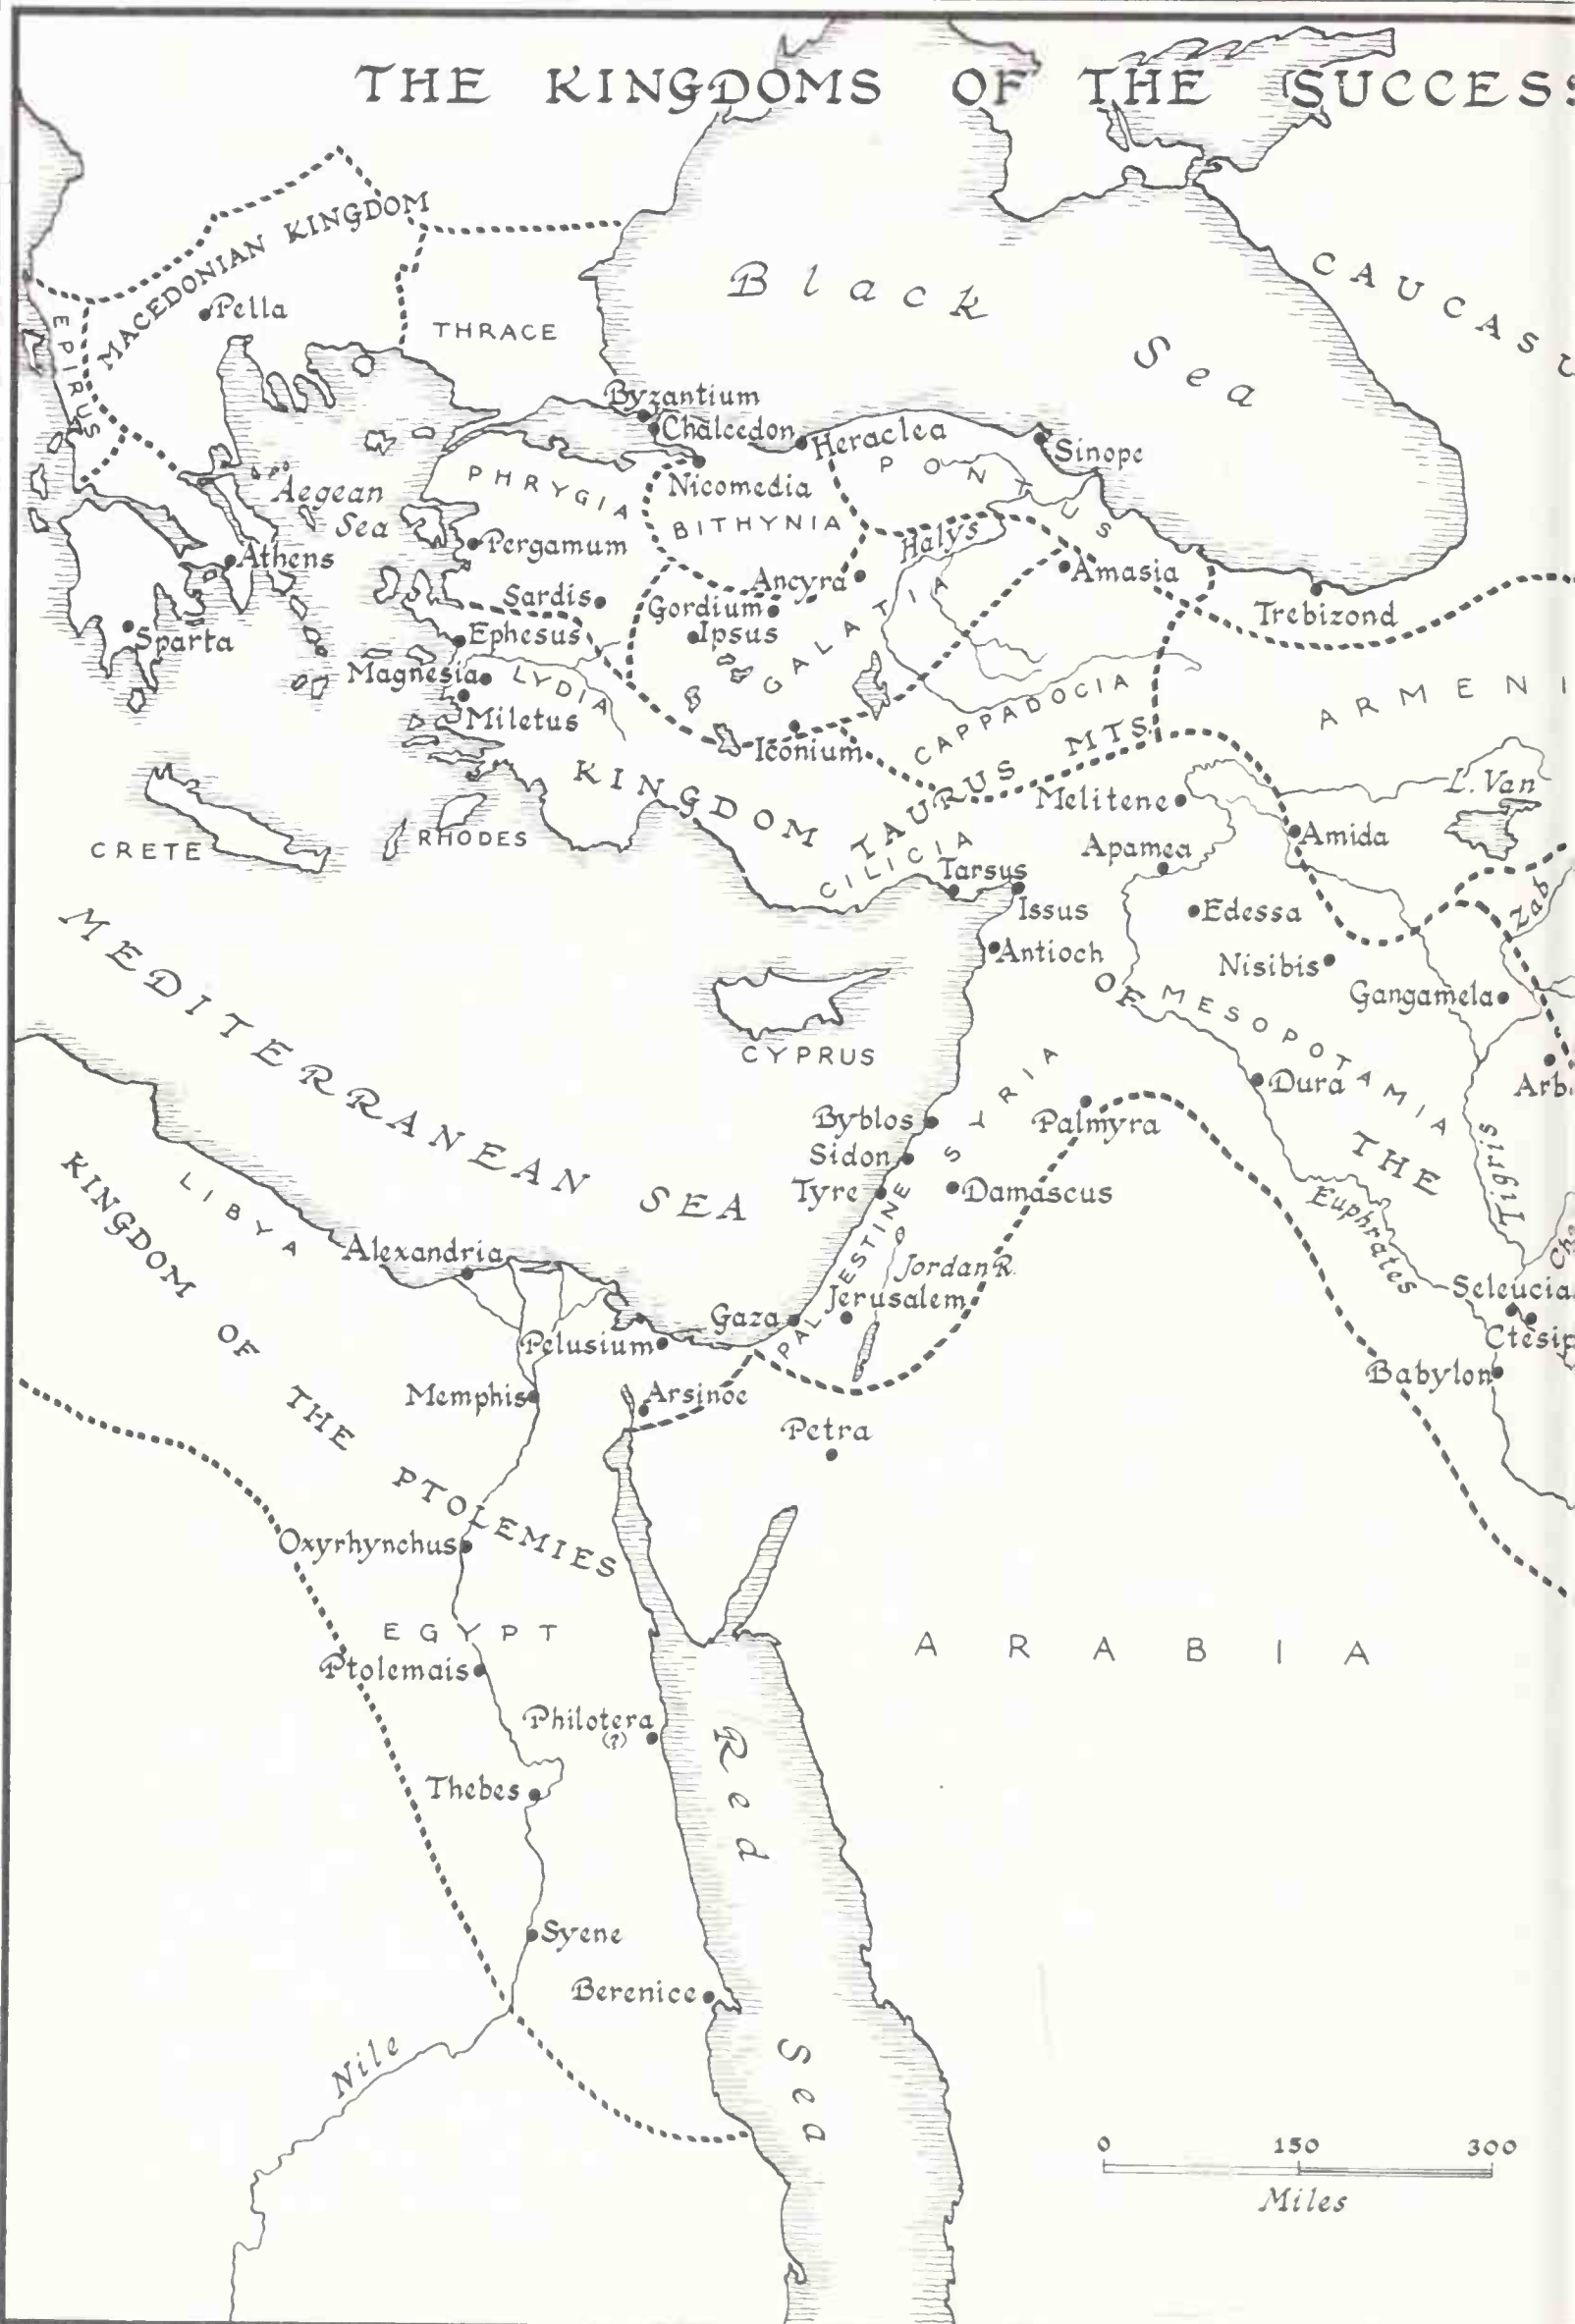 THE KINGDOMS OF THE SUCCESS
MACEDONIAN KINGDOM
Pella
EPIRUS
THRACE
Black
Sea
CAUCASU
Byzantium
Chalcedon
Heraclea
Sinope
PONTUS
PHRYGIA
Nicomedia
BITHYNIA
Halys
Aegean
Sea
Pergamum
Athens
Ancyra
Amasia
Sardis
Gordium
Trebizond
Sparta
Ephesus
Ipsus
GALATIA
Magnesia
LYDIA
CAPPADOCIA
ARMENI
Miletus
Iconium
TAURUS MTS.
KINGDOM
Melitene
L. Van
CRETE
RHODES
CILICIA
Apamea
Amida
Tarsus
Issus
Edessa
Zab
Antioch
Nisibis
OF
Gangamela
MESOPOTAMIA
MEDITERRANEAN SEA
CYPRUS
Dura
Arb
SYRIA
Byblos
Palmyra
THE
Sidon
Tigris
Tyre
Damascus
Euphrates
KINGDOM
LIBYA
PALESTINE
Alexandria
Jordan R.
Jerusalem
Seleucia
Gaza
Ctesip
Pelusium
OF
Babylon
Memphis
Arsinoe
THE
Petra
PTOLEMIES
Oxyrhynchus
EGYPT
ARABIA
Ptolemais
Philotera
(?)
Red
Thebes
Syene
Berenice
Nile
Sea
0 150 300
Miles